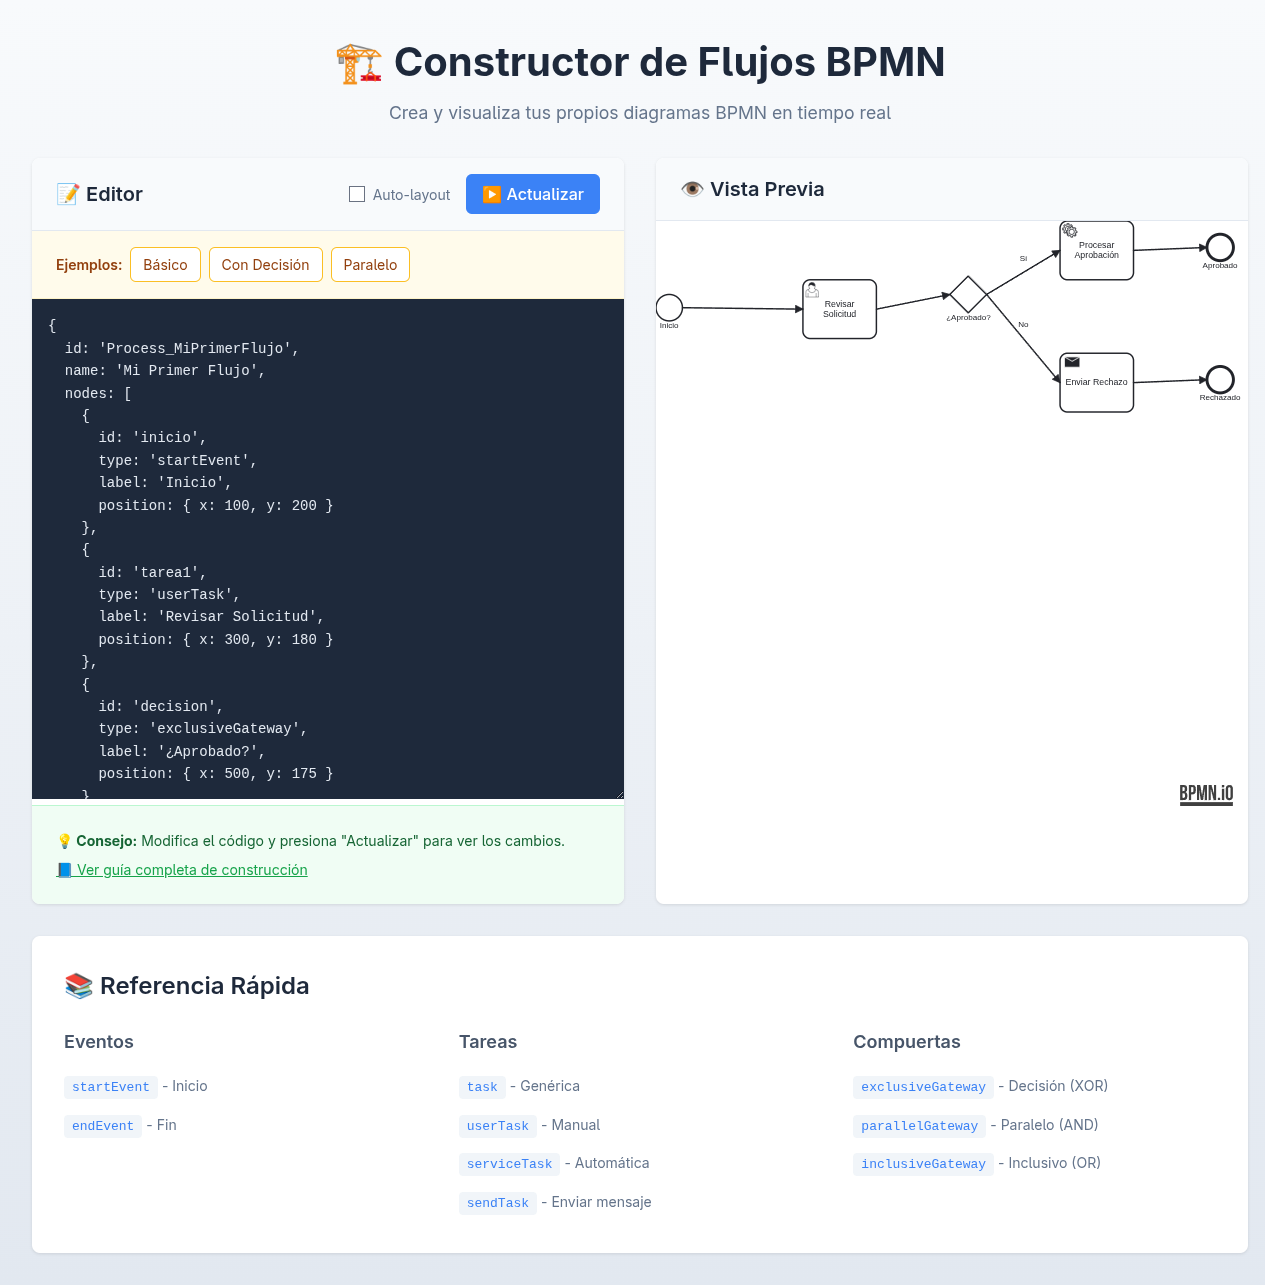 🏗️ Constructor de Flujos BPMN
Crea y visualiza tus propios diagramas BPMN en tiempo real
📝 Editor
Auto-layout
▶️ Actualizar
Ejemplos:
Básico
Con Decisión
Paralelo
{
  id: 'Process_MiPrimerFlujo',
  name: 'Mi Primer Flujo',
  nodes: [
    {
      id: 'inicio',
      type: 'startEvent',
      label: 'Inicio',
      position: { x: 100, y: 200 }
    },
    {
      id: 'tarea1',
      type: 'userTask',
      label: 'Revisar Solicitud',
      position: { x: 300, y: 180 }
    },
    {
      id: 'decision',
      type: 'exclusiveGateway',
      label: '¿Aprobado?',
      position: { x: 500, y: 175 }
    }
💡 Consejo: Modifica el código y presiona "Actualizar" para ver los cambios.
📘 Ver guía completa de construcción
👁️ Vista Previa
Inicio
Revisar
Solicitud
¿Aprobado?
Sí
No
Procesar
Aprobación
Aprobado
Enviar Rechazo
Rechazado
BPMN.iO
📚 Referencia Rápida
Eventos
startEvent - Inicio
endEvent - Fin
Tareas
task - Genérica
userTask - Manual
serviceTask - Automática
sendTask - Enviar mensaje
Compuertas
exclusiveGateway - Decisión (XOR)
parallelGateway - Paralelo (AND)
inclusiveGateway - Inclusivo (OR)